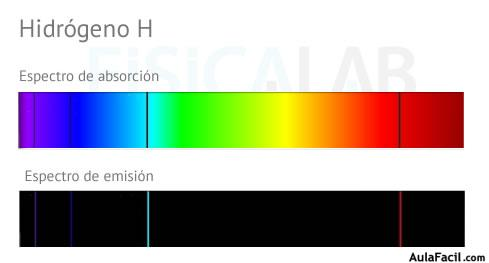 Hidrógeno H
FiSiCALAB
Espectro de absorción
Espectro de emisión
AulaFacil.com